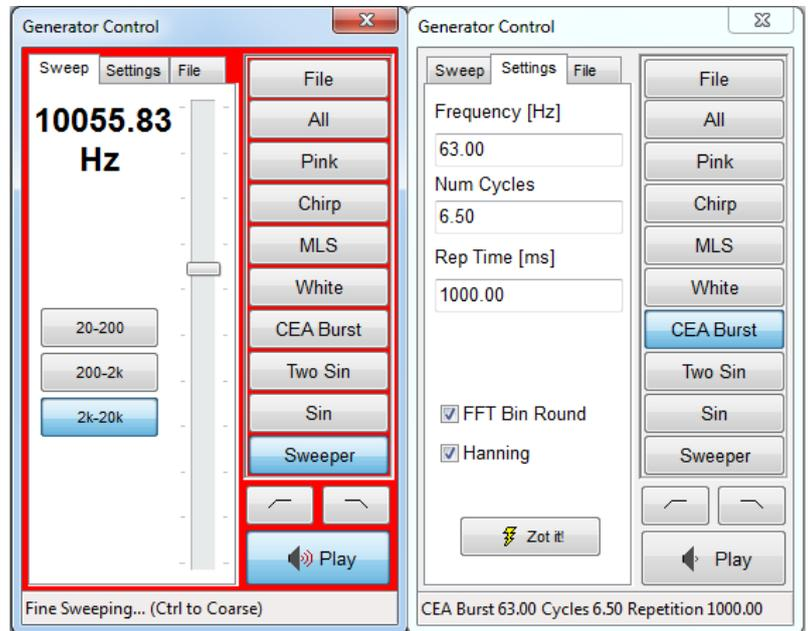 Generator Control
Sweep Settings File
10055.83
Hz
20-200
200-2k
2k-20k
File
All
Pink
Chirp
MLS
White
CEA Burst
Two Sin
Sin
Sweeper
Play
Fine Sweeping... (Ctrl to Coarse)
Generator Control
Sweep Settings File
Frequency [Hz]
63.00
Num Cycles
6.50
Rep Time [ms]
1000.00
FFT Bin Round
Hanning
Zot it!
File
All
Pink
Chirp
MLS
White
CEA Burst
Two Sin
Sin
Sweeper
Play
CEA Burst 63.00 Cycles 6.50 Repetition 1000.00